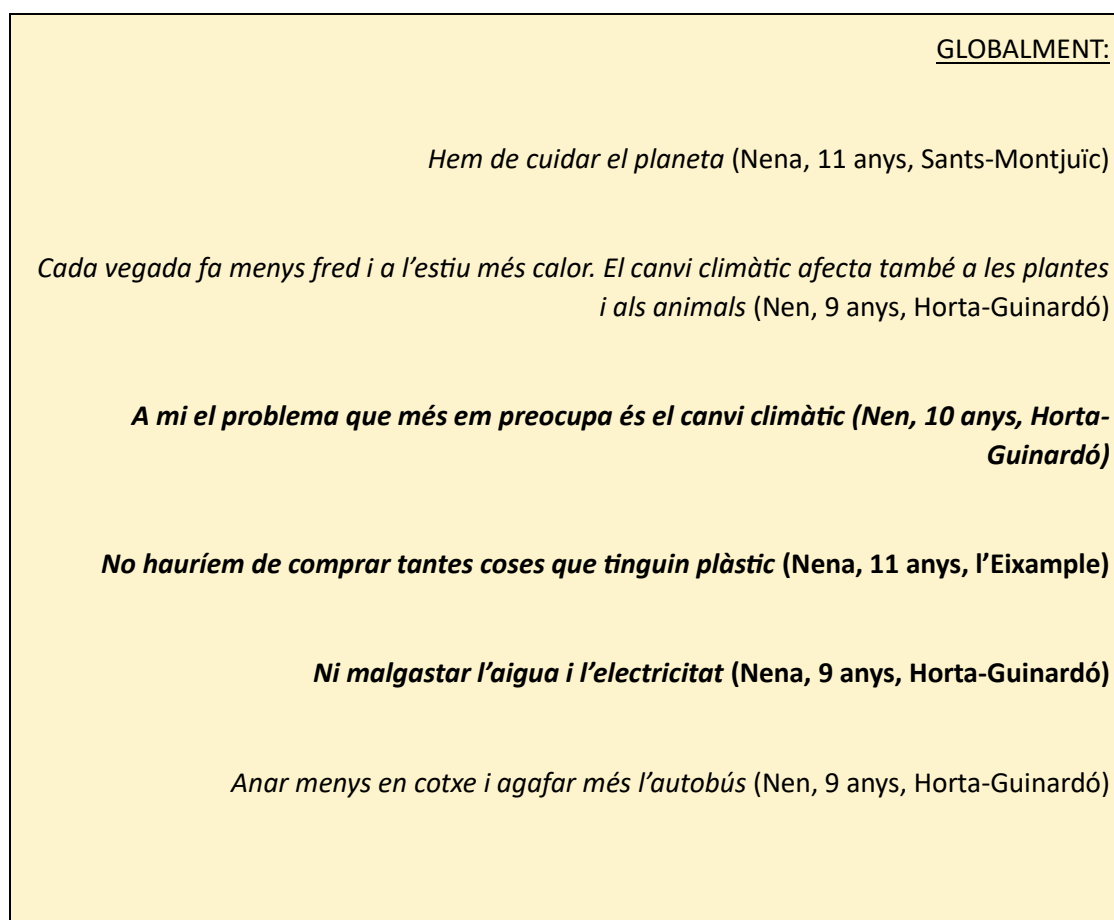 GLOBALMENT:
Hem de cuidar el planeta (Nena, 11 anys, Sants-Montjuïc)
Cada vegada fa menys fred i a l’estiu més calor. El canvi climàtic afecta també a les plantes
i als animals (Nen, 9 anys, Horta-Guinardó)
A mi el problema que més em preocupa és el canvi climàtic (Nen, 10 anys, Horta-
Guinardó)
No hauríem de comprar tantes coses que tinguin plàstic (Nena, 11 anys, l’Eixample)
Ni malgastar l’aigua i l’electricitat (Nena, 9 anys, Horta-Guinardó)
Anar menys en cotxe i agafar més l’autobús (Nen, 9 anys, Horta-Guinardó)